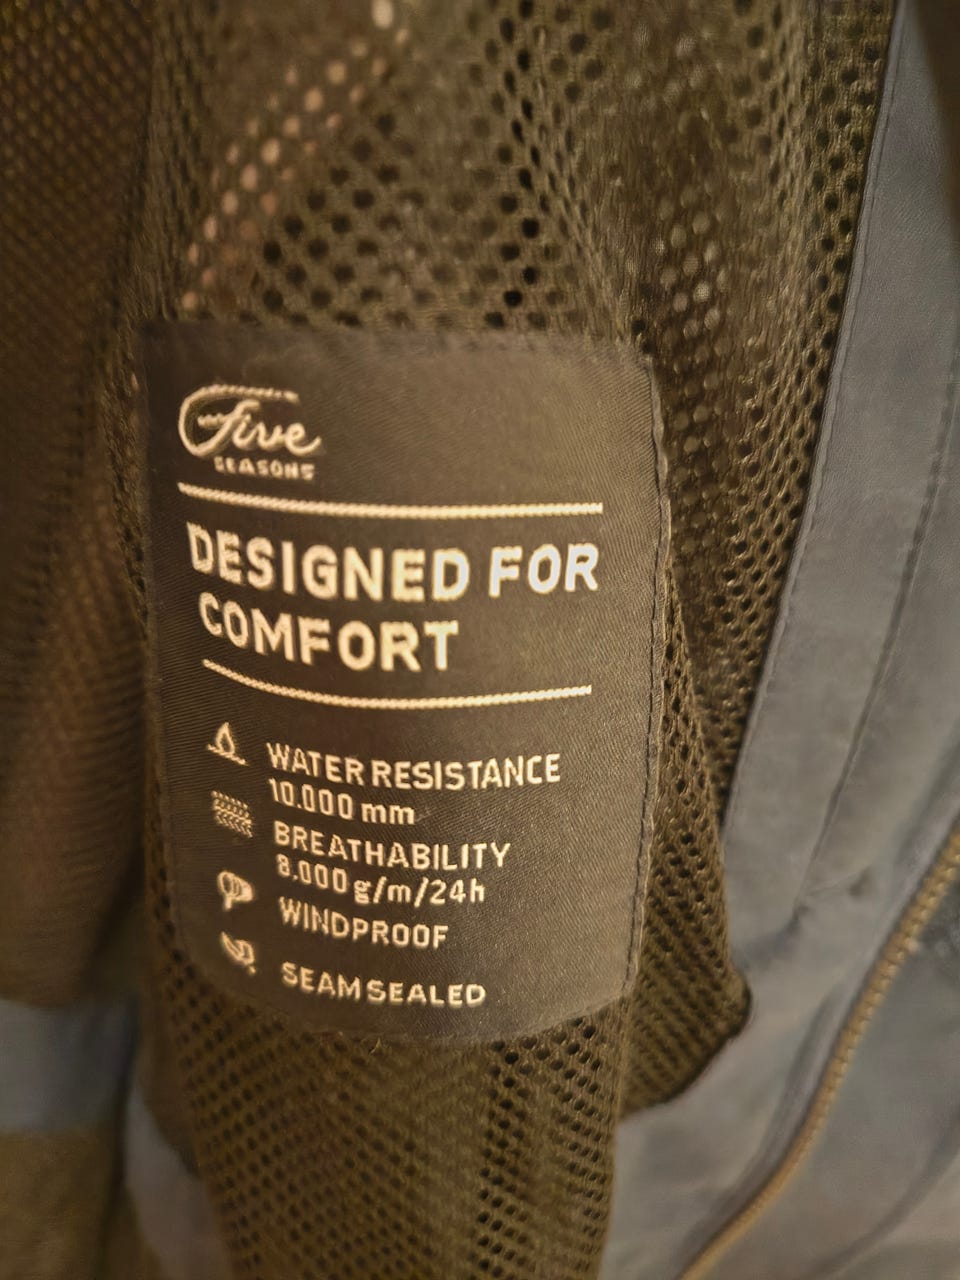 Five
SEASONS
DESIGNED FOR
COMFORT
WATER RESISTANCE
10.000 mm
BREATHABILITY
8.000 g/m/24h
WINDPROOF
SEAMSEALED